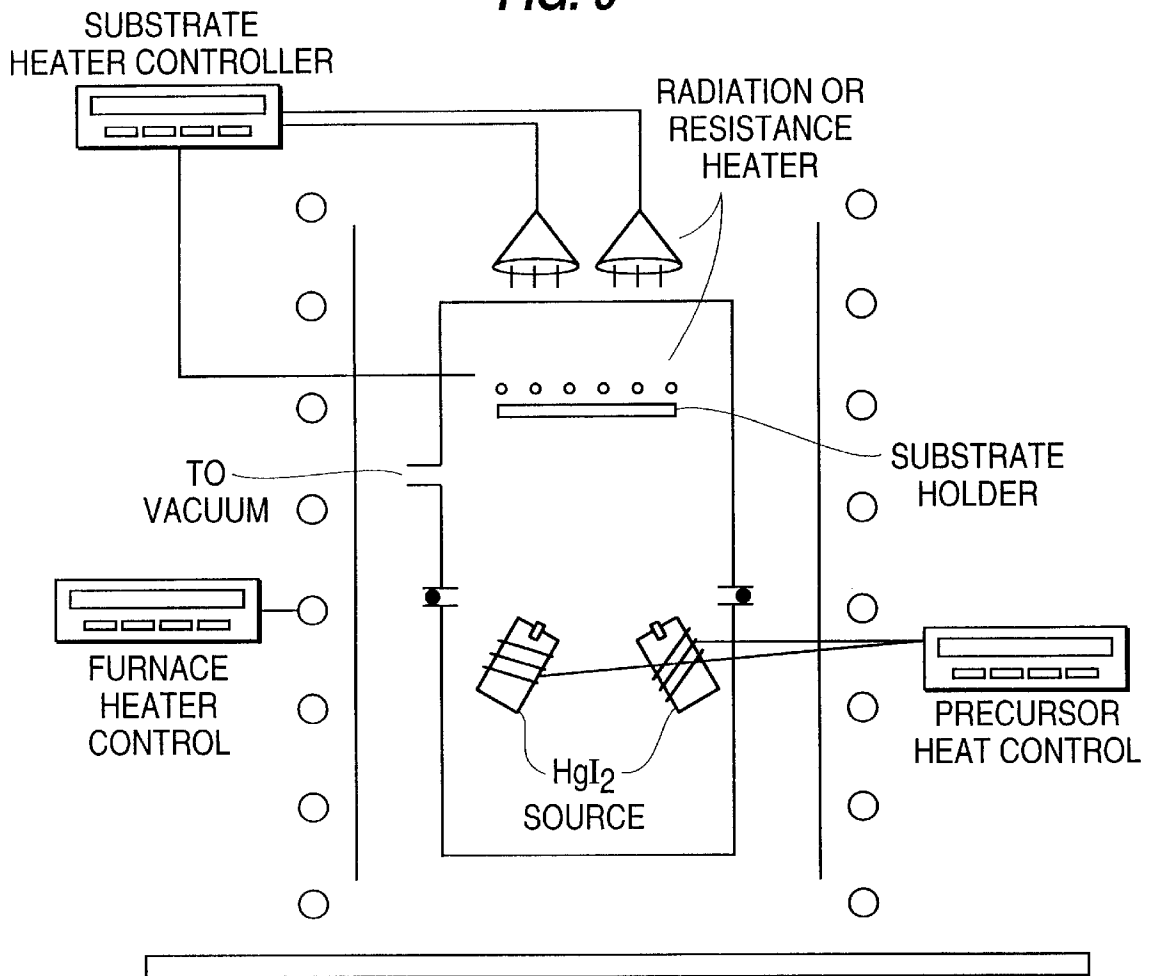 SUBSTRATE
HEATER CONTROLLER
RADIATION OR
RESISTANCE
HEATER
TO
VACUUM
SUBSTRATE
HOLDER
FURNACE
HEATER
CONTROL
PRECURSOR
HEAT CONTROL
HgI₂
SOURCE